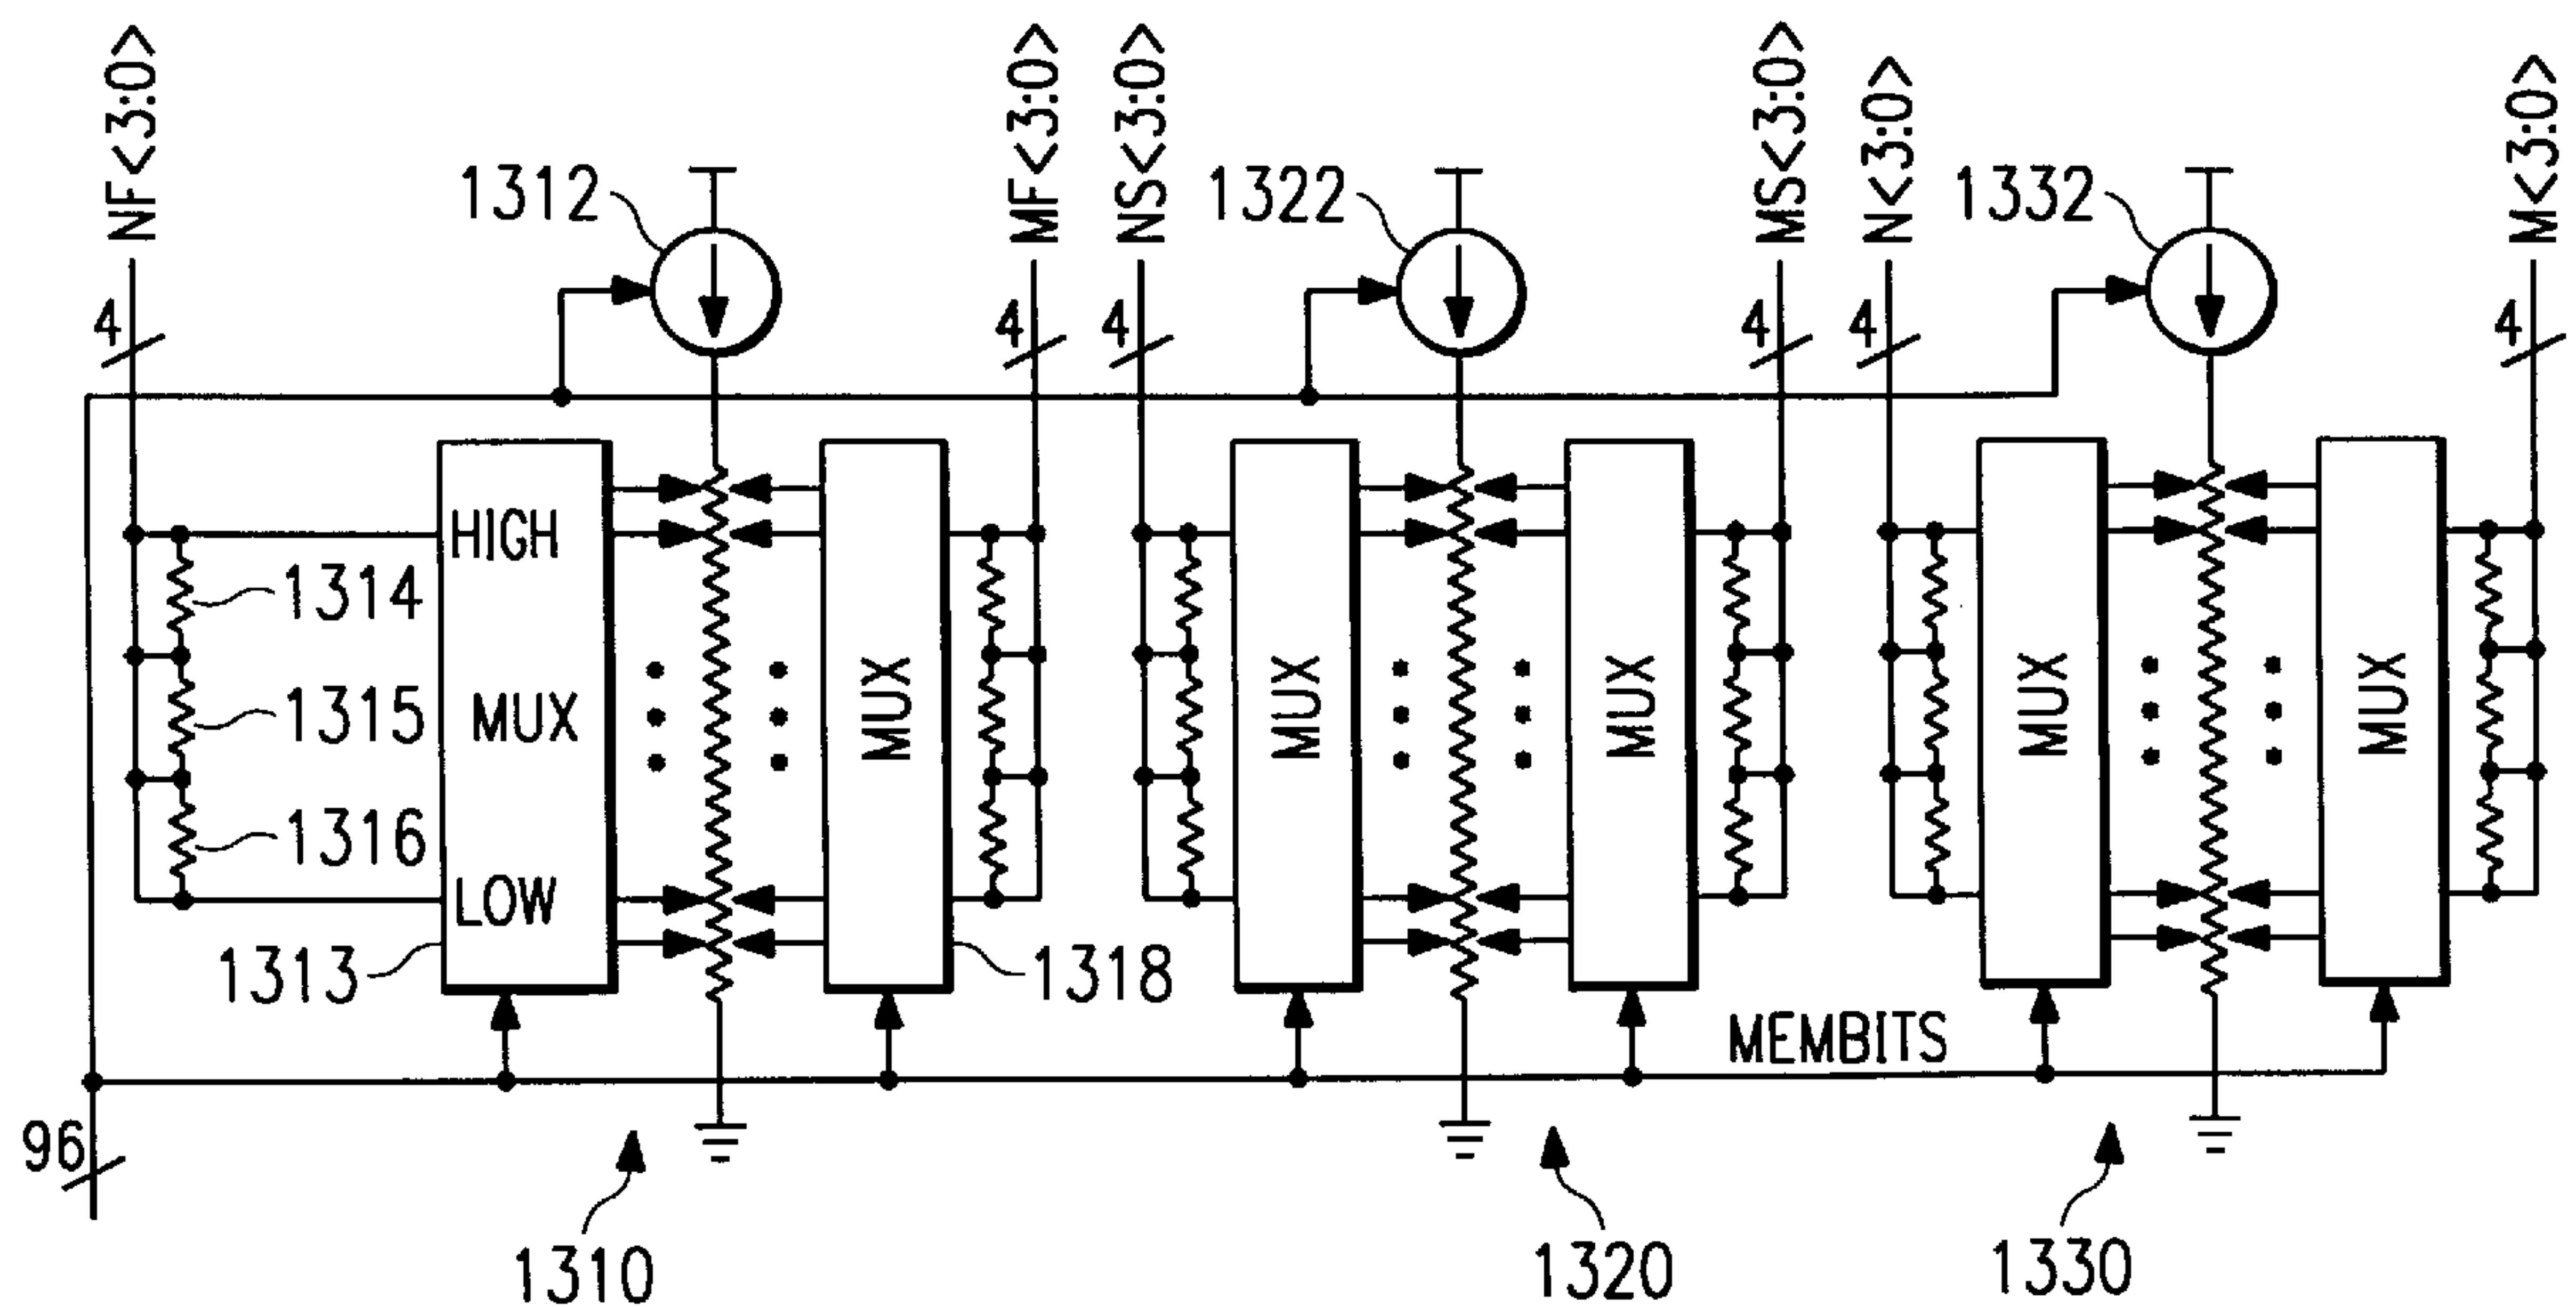 NF<3:0>
MF<3:0>
NS<3:0>
MS<3:0>
N<3:0>
M<3:0>
1312
1322
1332
4
4
4
4
4
4
HIGH
1314
1315
MUX
MUX
MUX
MUX
MUX
MUX
1316
LOW
1313
1318
MEMBITS
96
1310
1320
1330